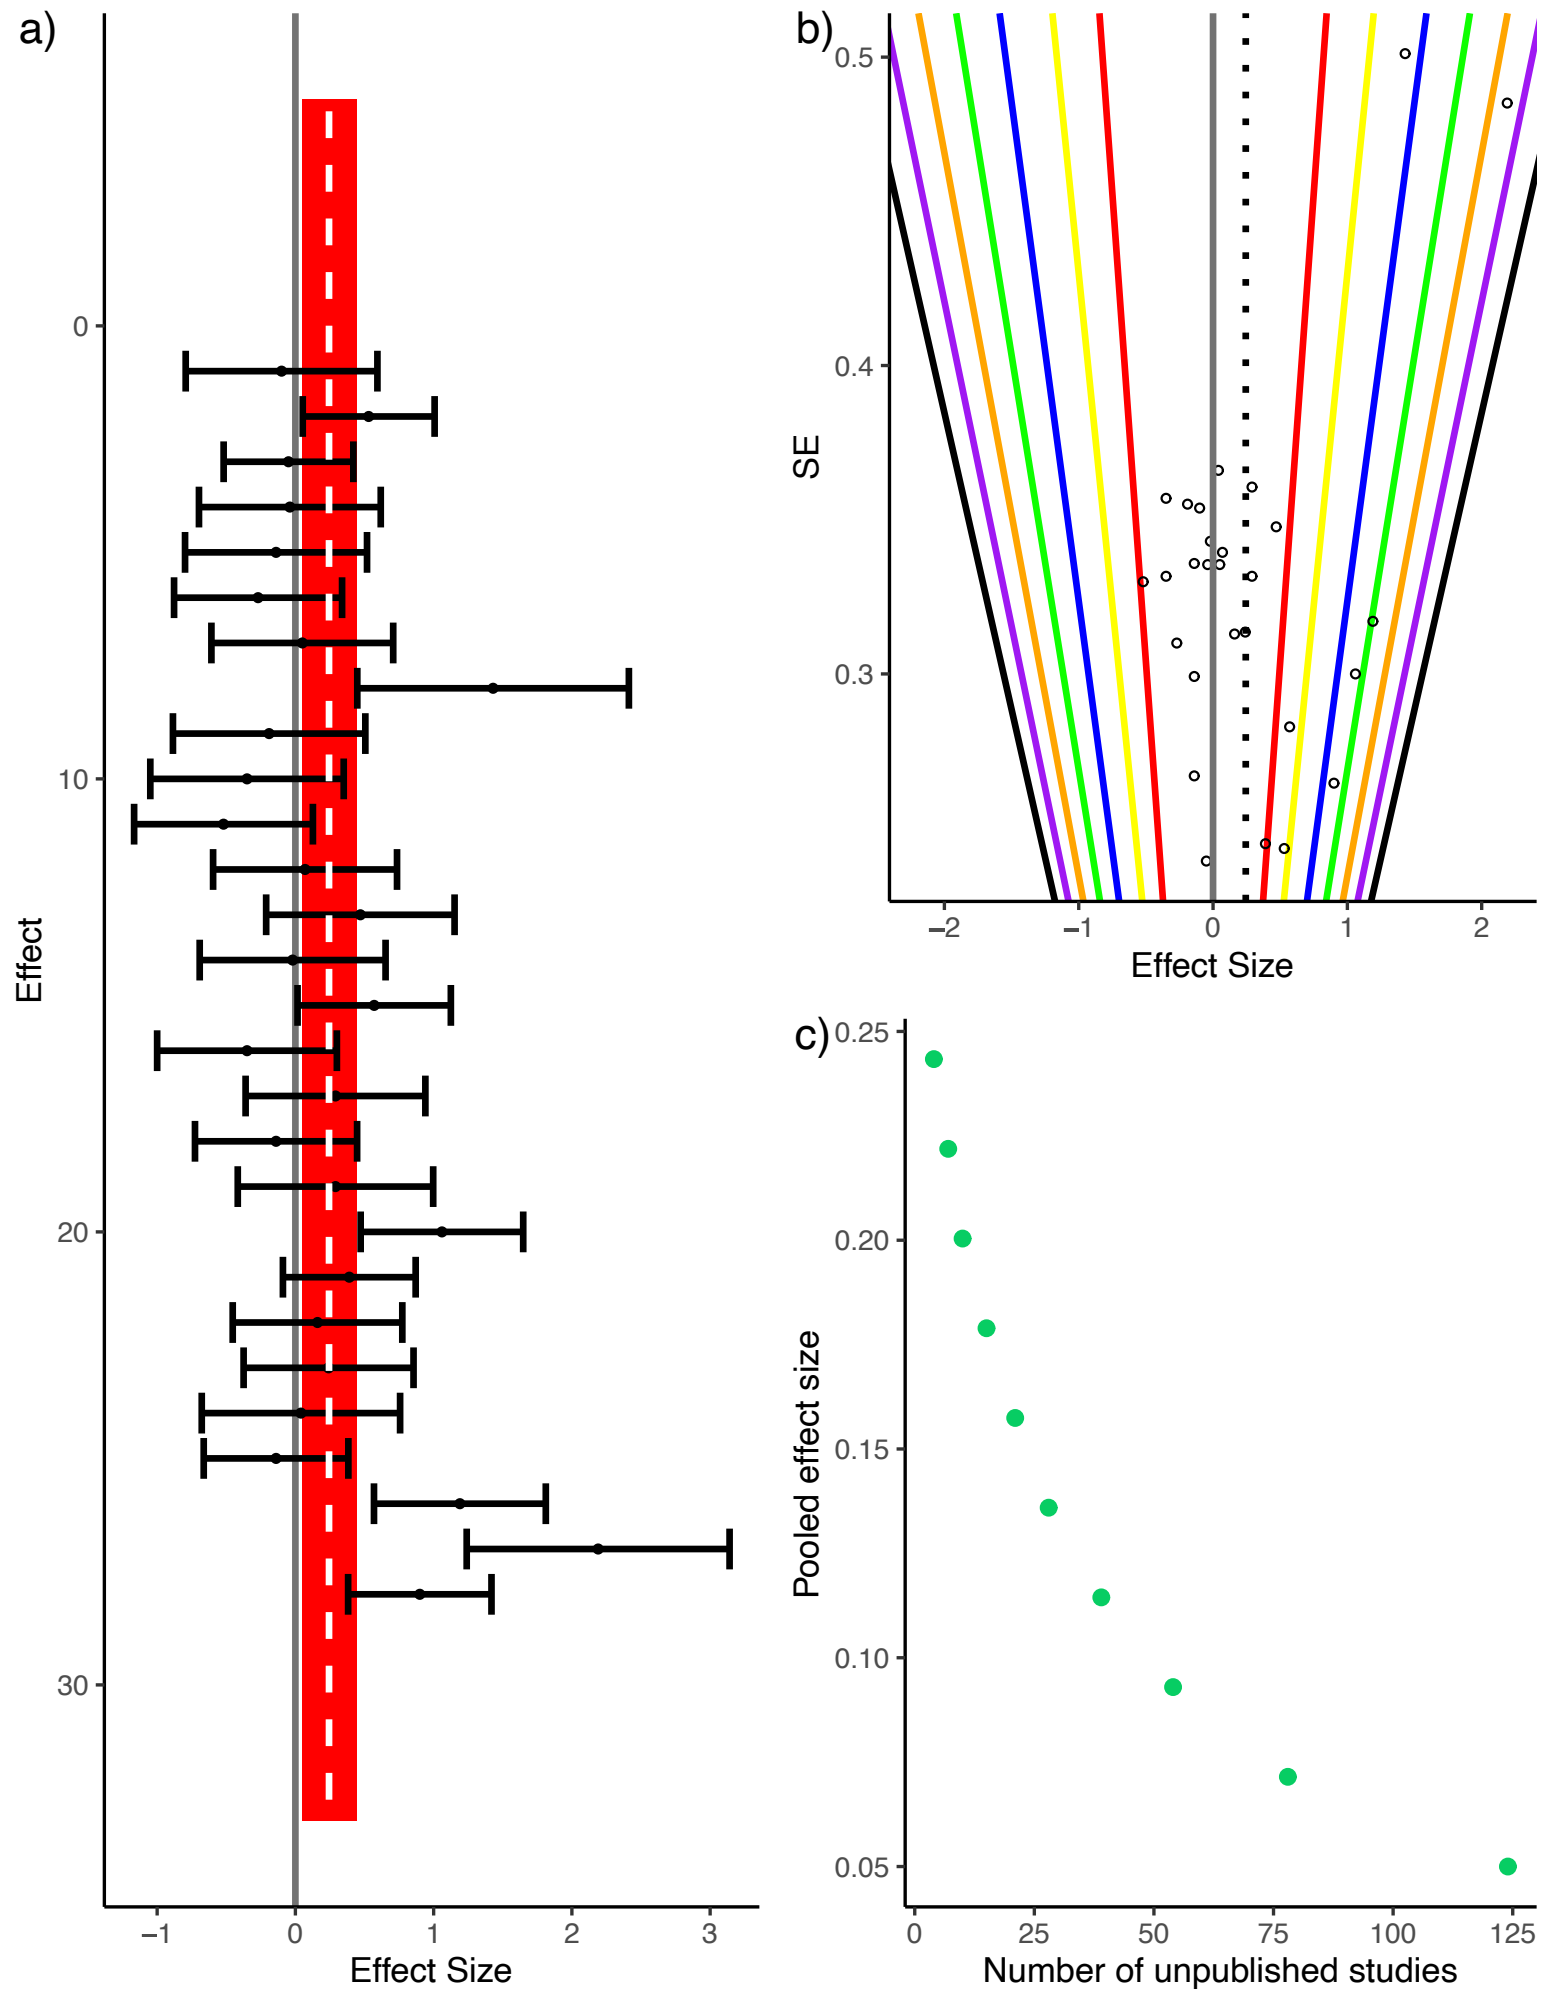 a)
Effect
0
10
20
30
−1 0 1 2 3
Effect Size
b)
SE
0.5
0.4
0.3
−2 −1 0 1 2
Effect Size
c)
Pooled effect size
0.25
0.20
0.15
0.10
0.05
0 25 50 75 100 125
Number of unpublished studies